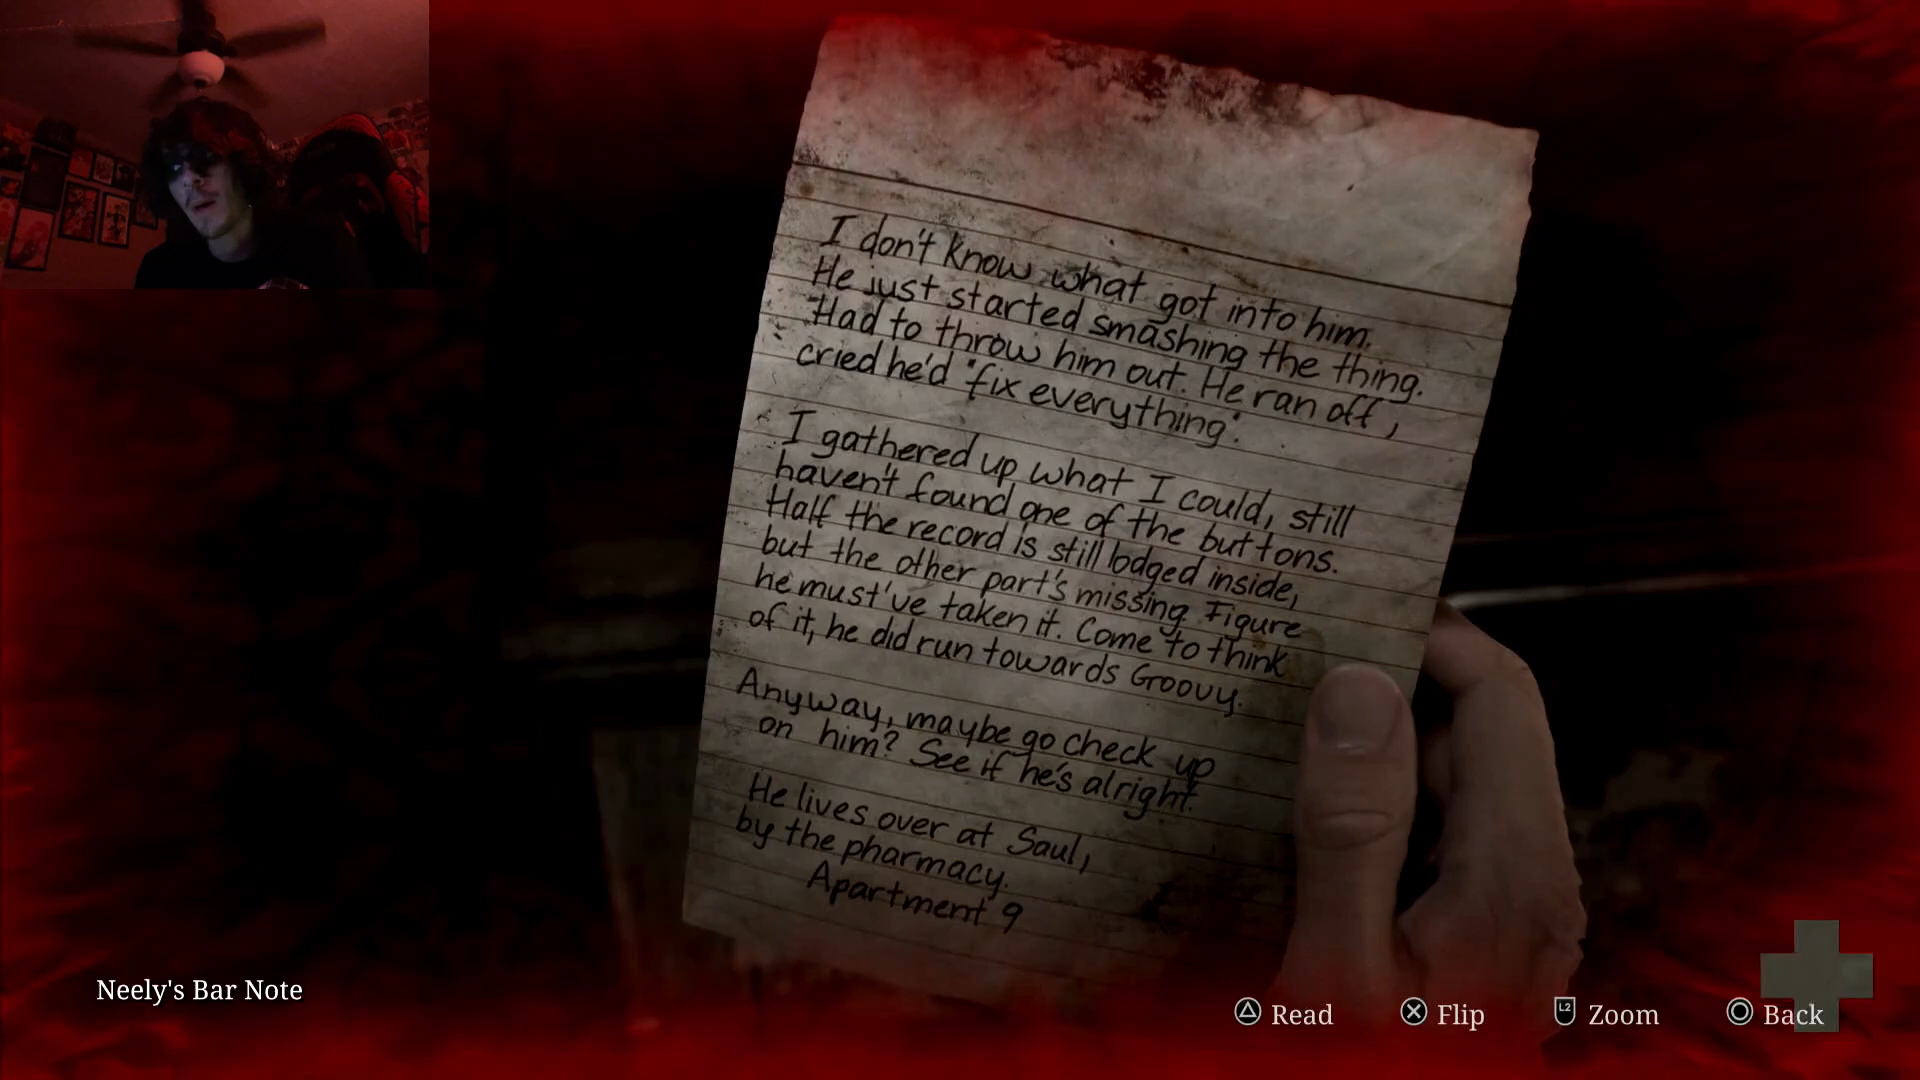 I don't know what got into him.
He just started smashing the thing.
Had to throw him out. He ran off,
cried he'd "fix everything".
I gathered up what I could, still
haven't found one of the buttons.
Half the record is still lodged inside,
but the other part's missing. Figure
he must've taken it. Come to think
of it, he did run towards Groovy.
Anyway, maybe go check up
on him? See if he's alright.
He lives over at Saul,
by the pharmacy.
Apartment 9
Neely's Bar Note
Read
Flip
L2 Zoom
Back